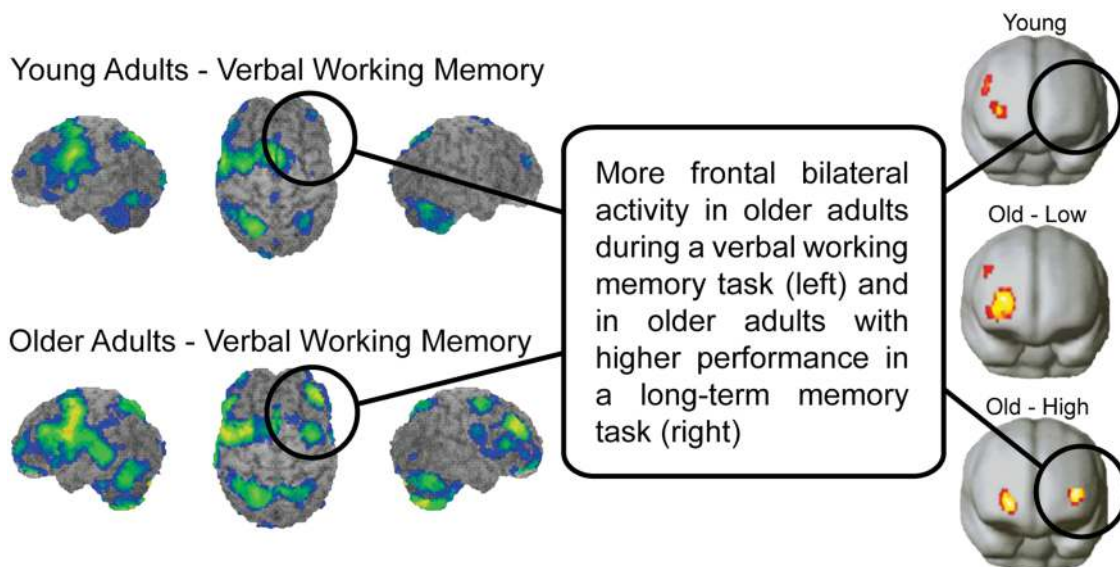 Young Adults - Verbal Working Memory
Older Adults - Verbal Working Memory
More frontal bilateral
activity in older adults
during a verbal working
memory task (left) and
in older adults with
higher performance in
a long-term memory
task (right)
Young
Old - Low
Old - High